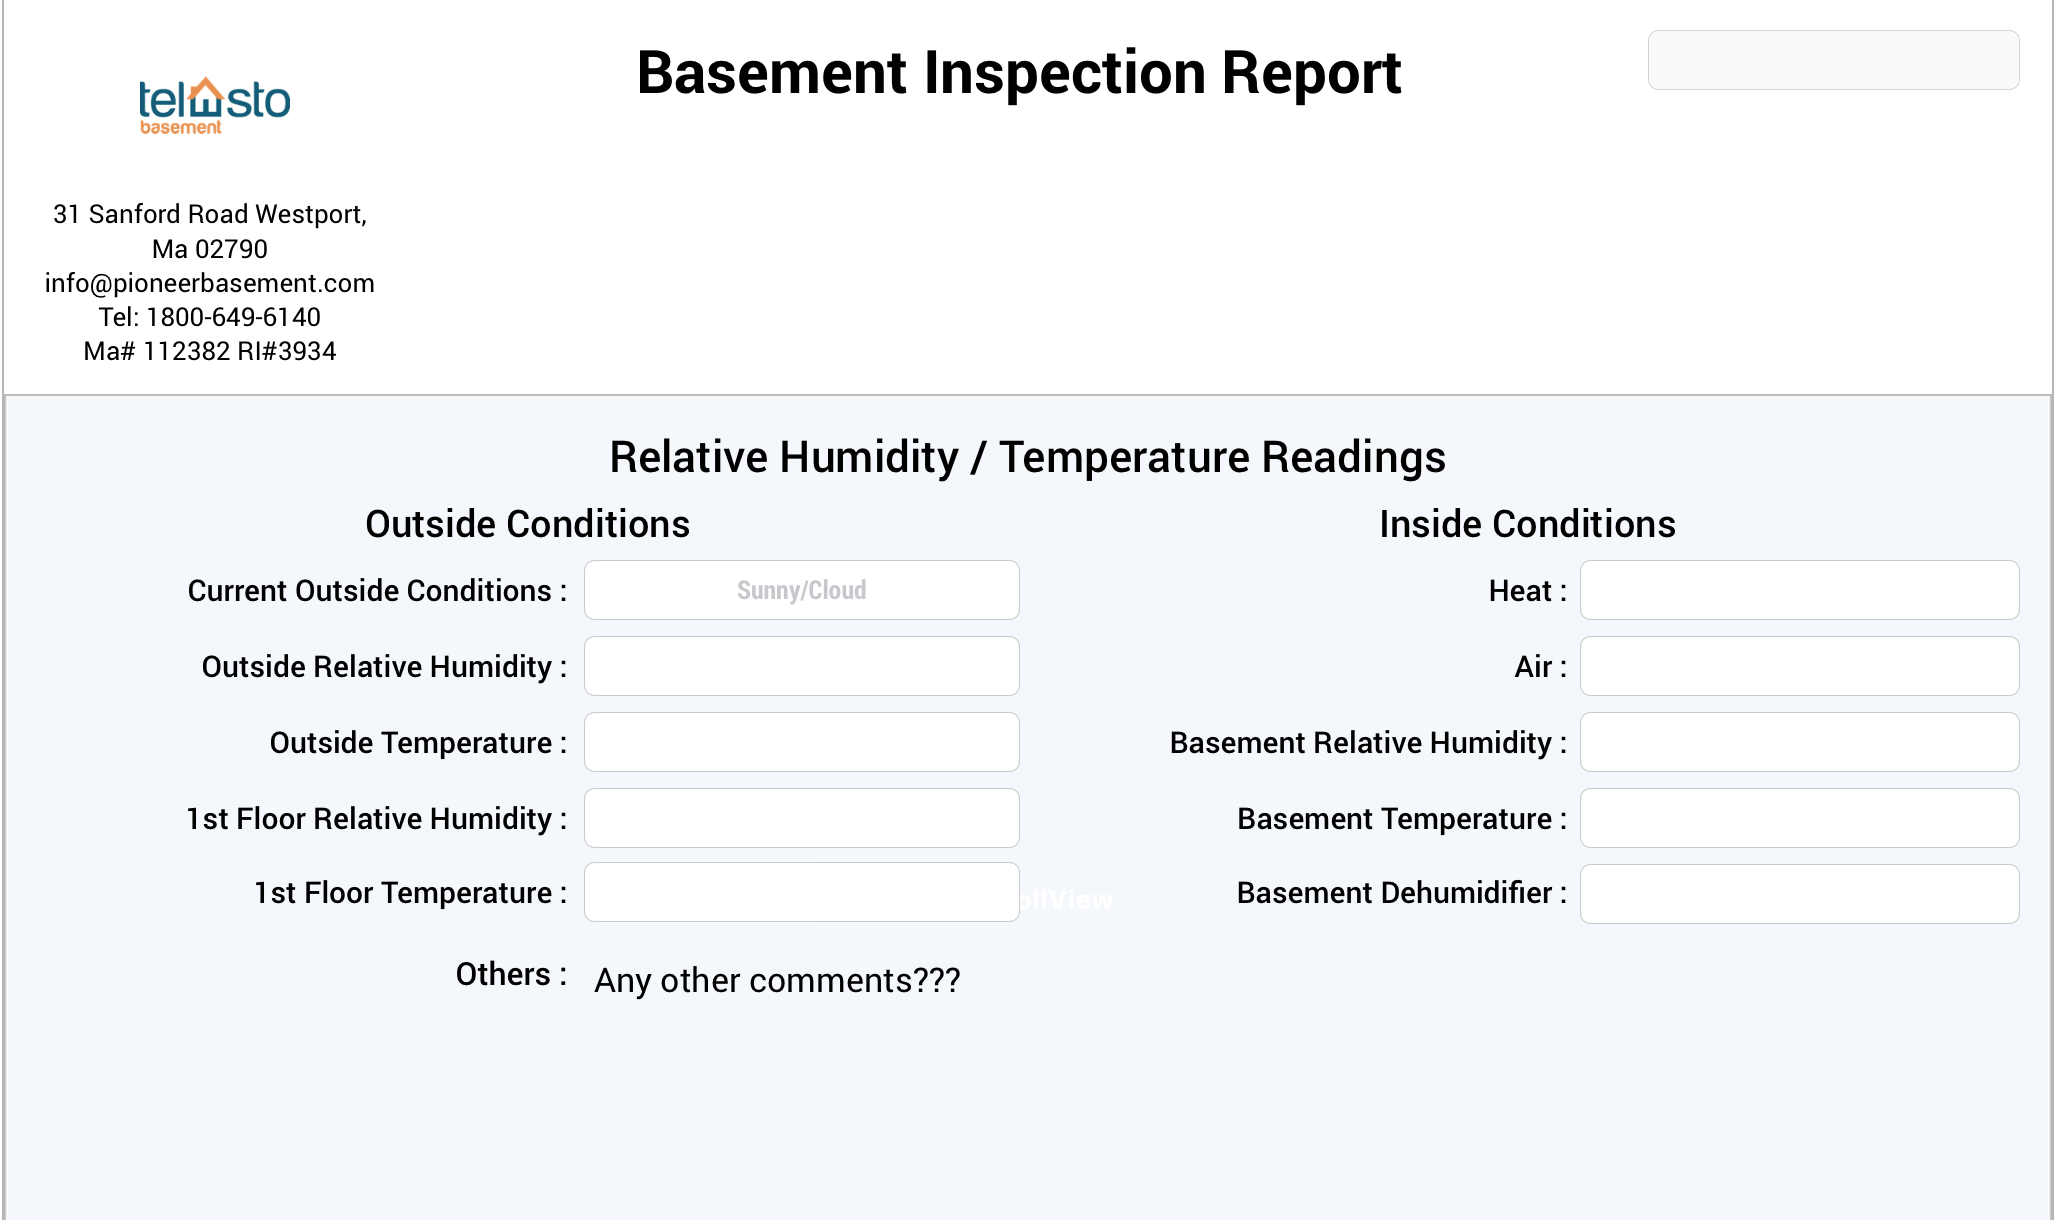 Basement Inspection Report
telesto
basement
31 Sanford Road Westport,
Ma 02790
info@pioneerbasement.com
Tel: 1800-649-6140
Ma# 112382 RI#3934
Relative Humidity / Temperature Readings
Outside Conditions
Current Outside Conditions : Sunny/Cloud
Outside Relative Humidity :
Outside Temperature :
1st Floor Relative Humidity :
1st Floor Temperature :
ollView
Others : Any other comments???
Inside Conditions
Heat :
Air :
Basement Relative Humidity :
Basement Temperature :
Basement Dehumidifier :